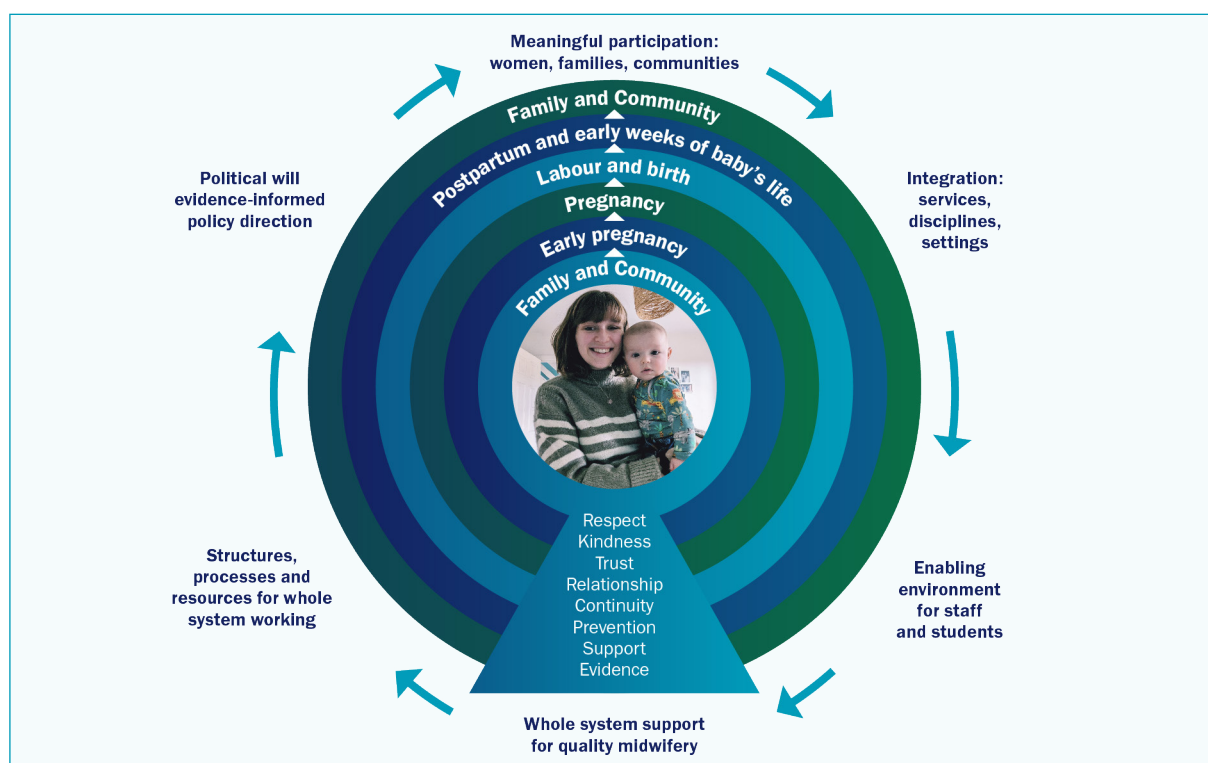 Meaningful participation:
women, families, communities
Family and Community
Postpartum and early weeks of baby's life
Labour and birth
Pregnancy
Early pregnancy
Family and Community
Political will
evidence-informed
policy direction
Integration:
services,
disciplines,
settings
Respect
Kindness
Trust
Relationship
Continuity
Prevention
Support
Evidence
Structures,
processes and
resources for whole
system working
Enabling
environment
for staff
and students
Whole system support
for quality midwifery